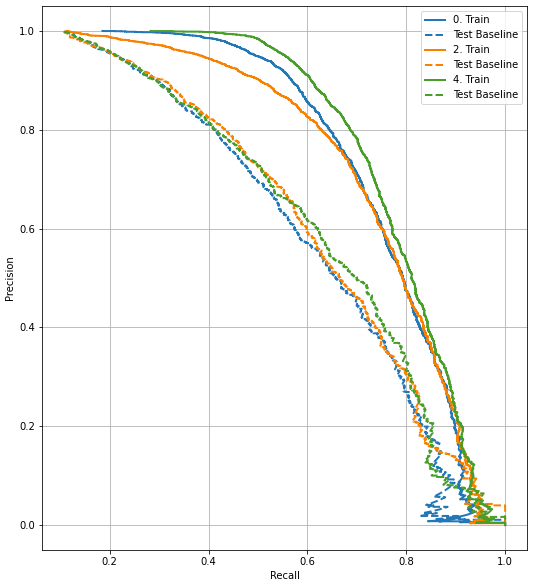 0. Train
Test Baseline
2. Train
Test Baseline
4. Train
Test Baseline
1.0
0.8
0.6
0.4
0.2
0.0
Precision
0.2 0.4 0.6 0.8 1.0
Recall